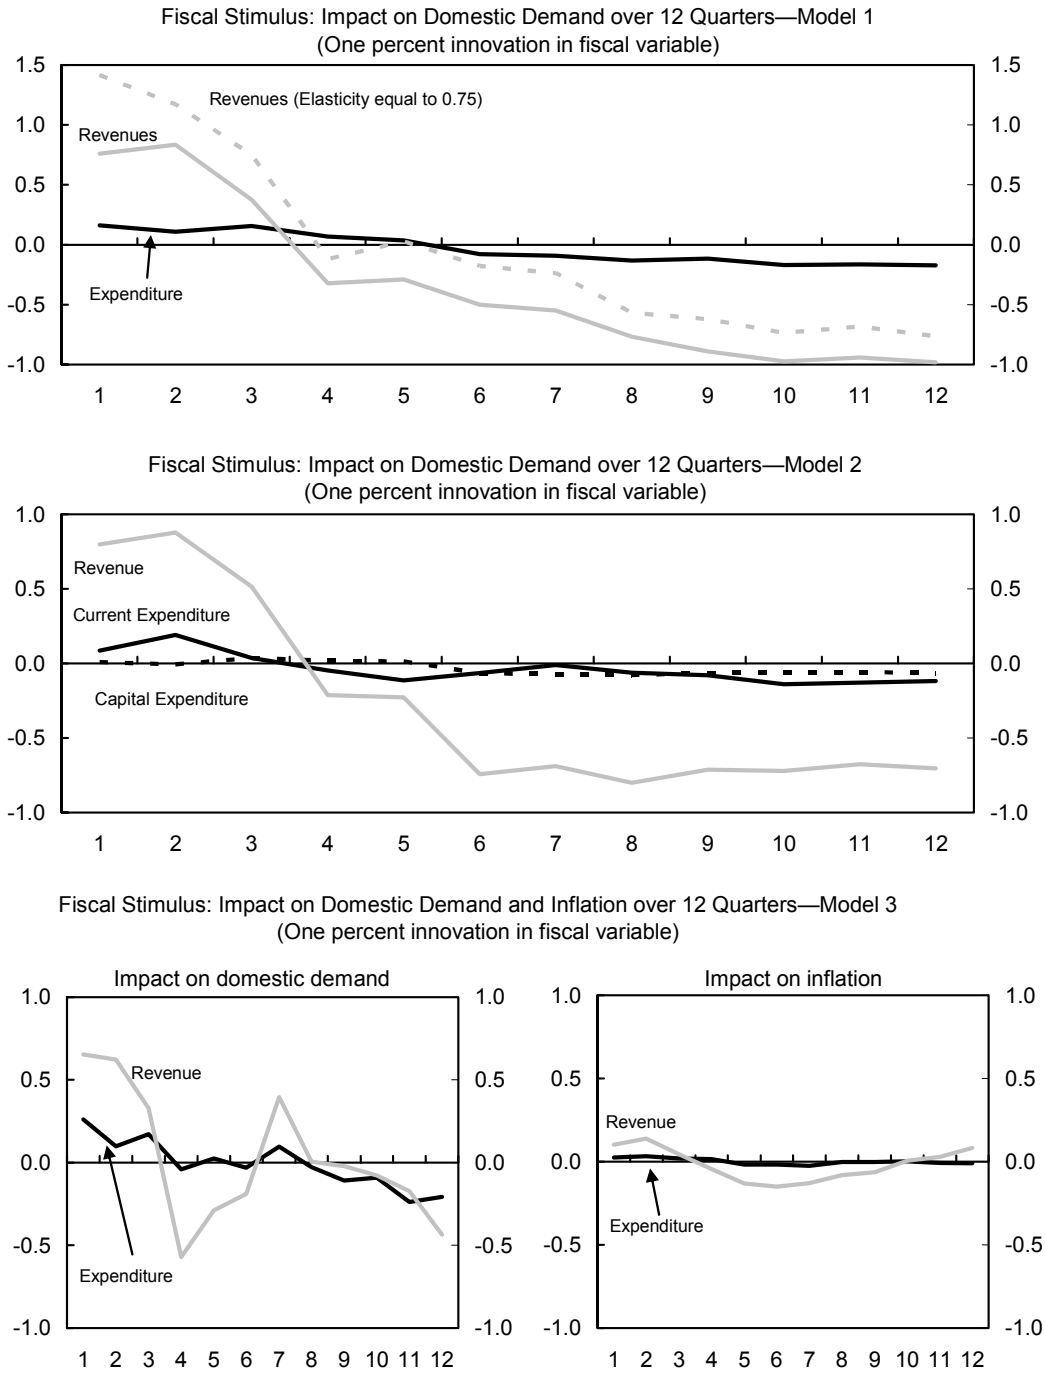 Fiscal Stimulus: Impact on Domestic Demand over 12 Quarters—Model 1
(One percent innovation in fiscal variable)
1.5 1.5
Revenues (Elasticity equal to 0.75)
1.0 1.0
Revenues
0.5 0.5
0.0 0.0
Expenditure
-0.5 -0.5
-1.0 -1.0
1 2 3 4 5 6 7 8 9 10 11 12
Fiscal Stimulus: Impact on Domestic Demand over 12 Quarters—Model 2
(One percent innovation in fiscal variable)
1.0 1.0
Revenue
0.5 0.5
Current Expenditure
0.0 0.0
Capital Expenditure
-0.5 -0.5
-1.0 -1.0
1 2 3 4 5 6 7 8 9 10 11 12
Fiscal Stimulus: Impact on Domestic Demand and Inflation over 12 Quarters—Model 3
(One percent innovation in fiscal variable)
Impact on domestic demand
1.0 1.0
Revenue
0.5 0.5
0.0 0.0
-0.5 -0.5
Expenditure
-1.0 -1.0
1 2 3 4 5 6 7 8 9 10 11 12
Impact on inflation
1.0 1.0
0.5 0.5
Revenue
0.0 0.0
Expenditure
-0.5 -0.5
-1.0 -1.0
1 2 3 4 5 6 7 8 9 10 11 12